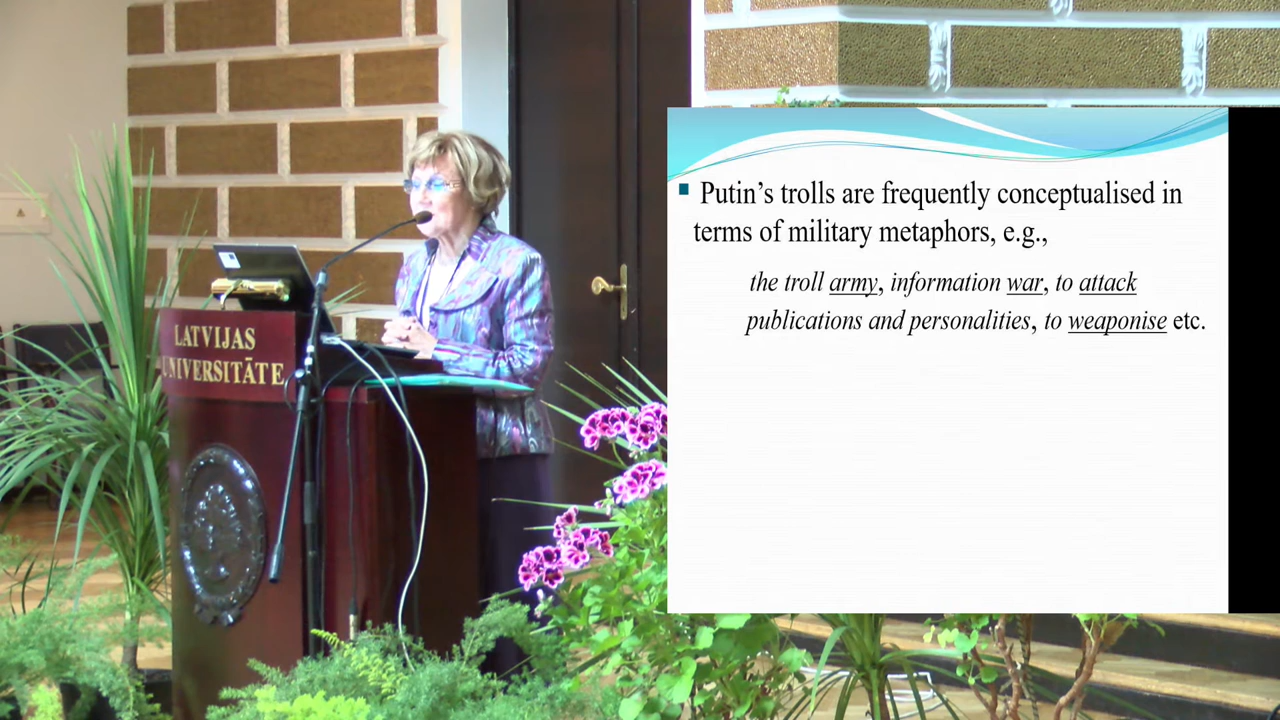 LATVIJAS
UNIVERSITĀTE
Putin’s trolls are frequently conceptualised in
terms of military metaphors, e.g.,
the troll army, information war, to attack
publications and personalities, to weaponise etc.